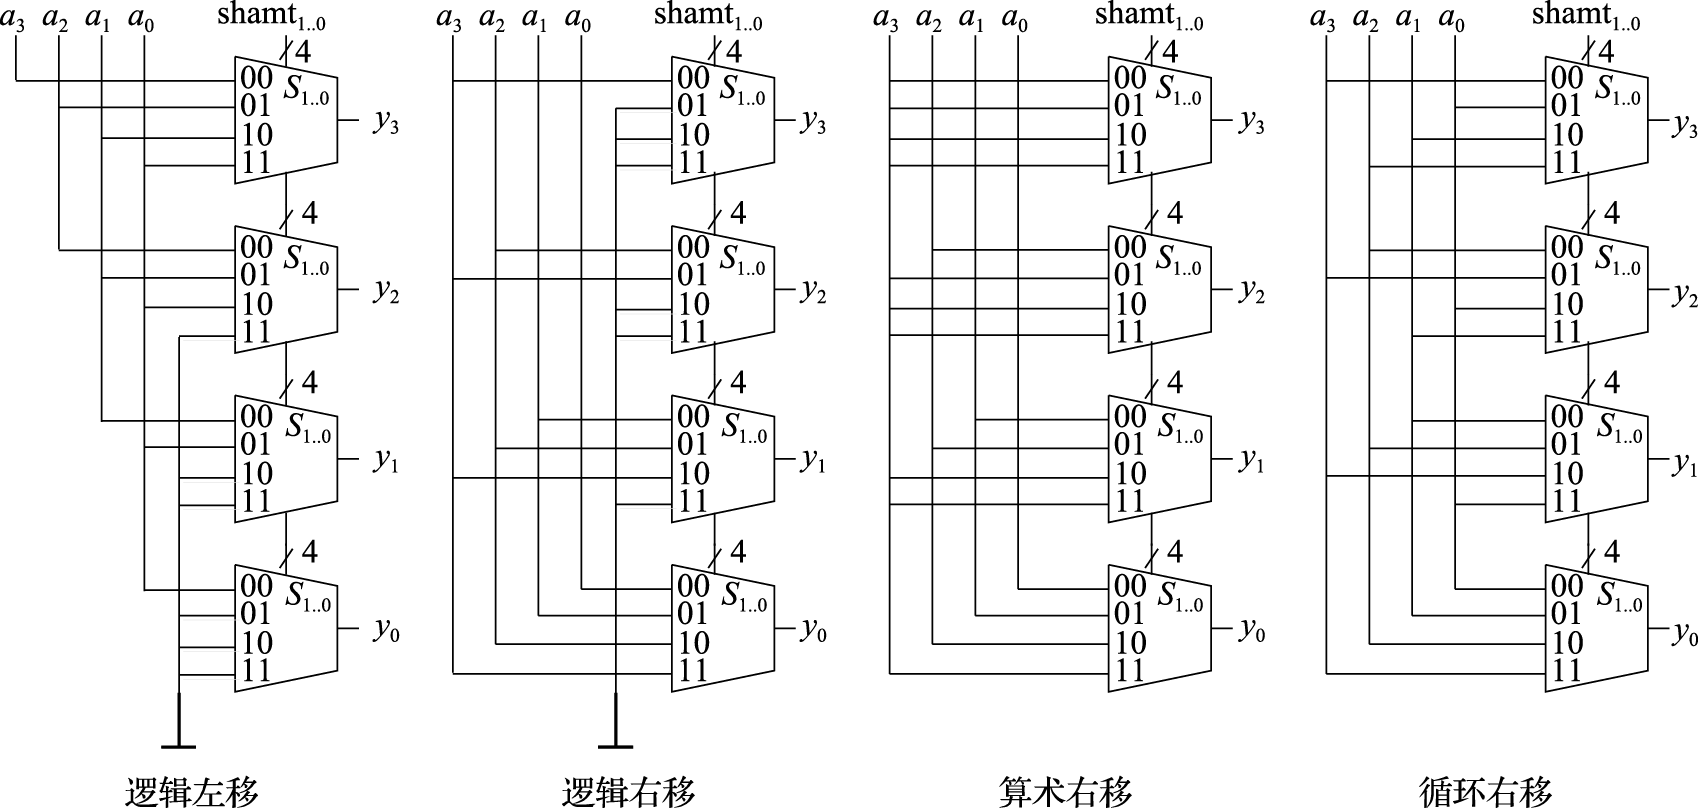 a3 a2 a1 a0 shamt1..0 a3 a2 a1 a0 shamt1..0 a3 a2 a1 a0 shamt1..0 a3 a2 a1 a0 shamt1..0
4 4 4 4
00 S1..0 00 S1..0 00 S1..0 00 S1..0
01 y3 01 y3 01 y3 01 y3
10 10 10 10
11 11 11 11
4 4 4 4
00 S1..0 00 S1..0 00 S1..0 00 S1..0
01 y2 01 y2 01 y2 01 y2
10 10 10 10
11 11 11 11
4 4 4 4
00 S1..0 00 S1..0 00 S1..0 00 S1..0
01 y1 01 y1 01 y1 01 y1
10 10 10 10
11 11 11 11
4 4 4 4
00 S1..0 00 S1..0 00 S1..0 00 S1..0
01 y0 01 y0 01 y0 01 y0
10 10 10 10
11 11 11 11
逻辑左移 逻辑右移 算术右移 循环右移